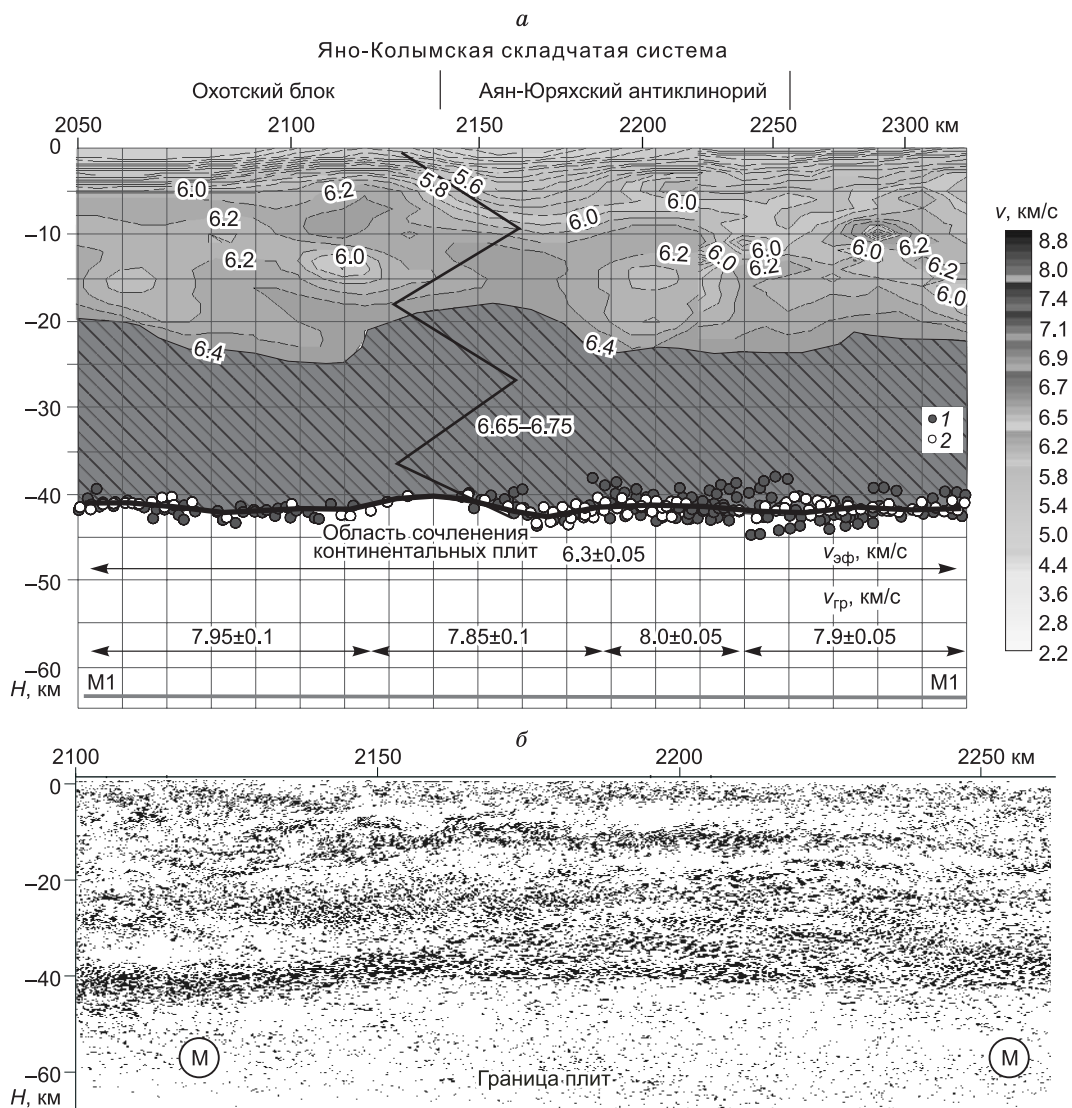 а
Яно-Колымская складчатая система
Охотский блок
Аян-Юряхский антиклинорий
2050 2100 2150 2200 2250 2300 км
0
–10
–20
–30
–40
–50
–60
H, км
6.0
6.2
6.2
6.2
6.0
5.8
5.6
6.0
6.0
6.2
6.0
6.0
6.2
6.0
6.2
6.2
6.0
6.4
6.4
6.65–6.75
1
2
Область сочленения
континентальных плит
6.3±0.05
vэф, км/с
vгр, км/с
7.95±0.1
7.85±0.1
8.0±0.05
7.9±0.05
М1
М1
v, км/с
8.8
8.0
7.4
7.1
6.9
6.7
6.5
6.2
5.8
5.4
5.0
4.4
3.6
2.8
2.2
б
2100 2150 2200 2250 км
0
–20
–40
–60
H, км
М
М
Граница плит